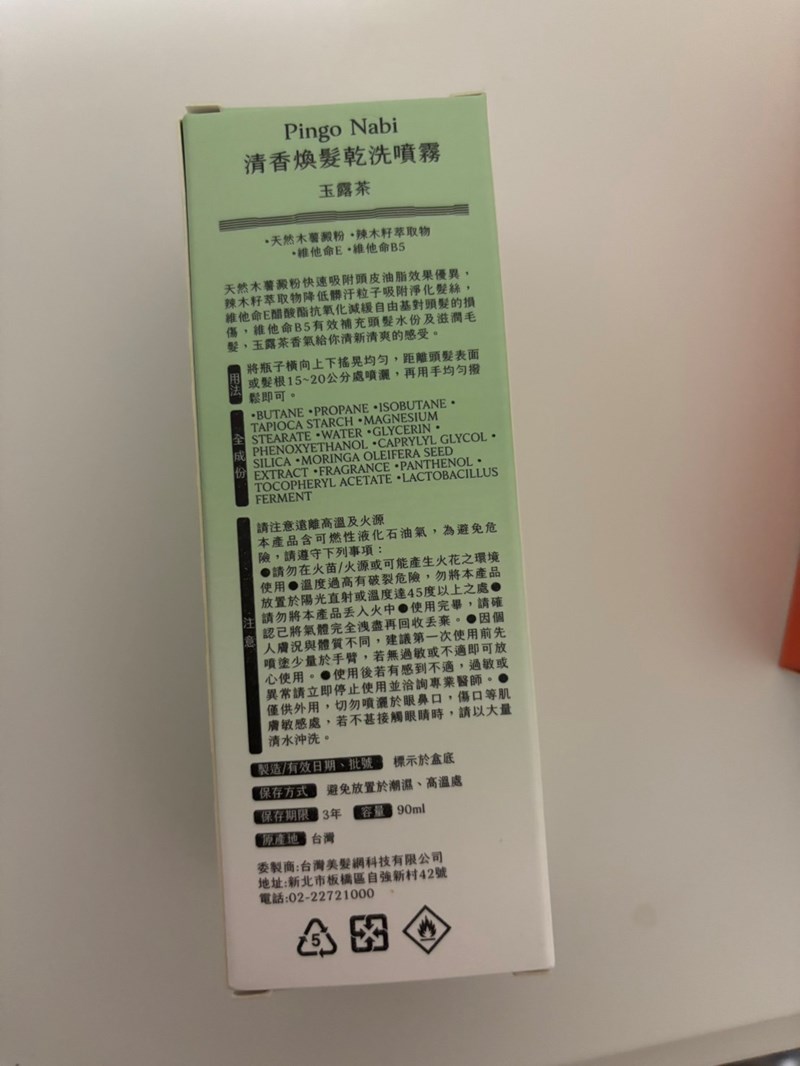 Pingo Nabi
清香煥髮乾洗噴霧
玉露茶
•天然木薯澱粉 •辣木籽萃取物
•維他命E •維他命B5
天然木薯澱粉快速吸附頭皮油脂效果優異，
辣木籽萃取物降低髒汙粒子吸附淨化髮絲，
維他命E醋酸酯抗氧化減緩自由基對頭髮的損
傷，維他命B5有效補充頭髮水份及滋潤毛
髮，玉露茶香氣給你清新清爽的感受。
用法
將瓶子橫向上下搖晃均勻，距離頭髮表面
或髮根15~20公分處噴灑，再用手均勻撥
鬆即可。
全成份
•BUTANE •PROPANE •ISOBUTANE •
TAPIOCA STARCH •MAGNESIUM
STEARATE •WATER •GLYCERIN •
PHENOXYETHANOL •CAPRYLYL GLYCOL •
SILICA •MORINGA OLEIFERA SEED
EXTRACT •FRAGRANCE •PANTHENOL •
TOCOPHERYL ACETATE •LACTOBACILLUS
FERMENT
注意
請注意遠離高溫及火源
本產品含可燃性液化石油氣，為避免危
險，請遵守下列事項：
●請勿在火苗/火源或可能產生火花之環境
使用●溫度過高有破裂危險，勿將本產品
放置於陽光直射或溫度達45度以上之處●
請勿將本產品丟入火中●使用完畢，請確
認己將氣體完全洩盡再回收丟棄。●因個
人膚況與體質不同，建議第一次使用前先
噴塗少量於手臂，若無過敏或不適即可放
心使用。●使用後若有感到不適，過敏或
異常請立即停止使用並洽詢專業醫師。●
僅供外用，切勿噴灑於眼鼻口，傷口等肌
膚敏感處，若不甚接觸眼睛時，請以大量
清水沖洗。
製造/有效日期、批號 標示於盒底
保存方式 避免放置於潮濕、高溫處
保存期限 3年 容量 90ml
原產地 台灣
委製商:台灣美髮網科技有限公司
地址:新北市板橋區自強新村42號
電話:02-22721000
5